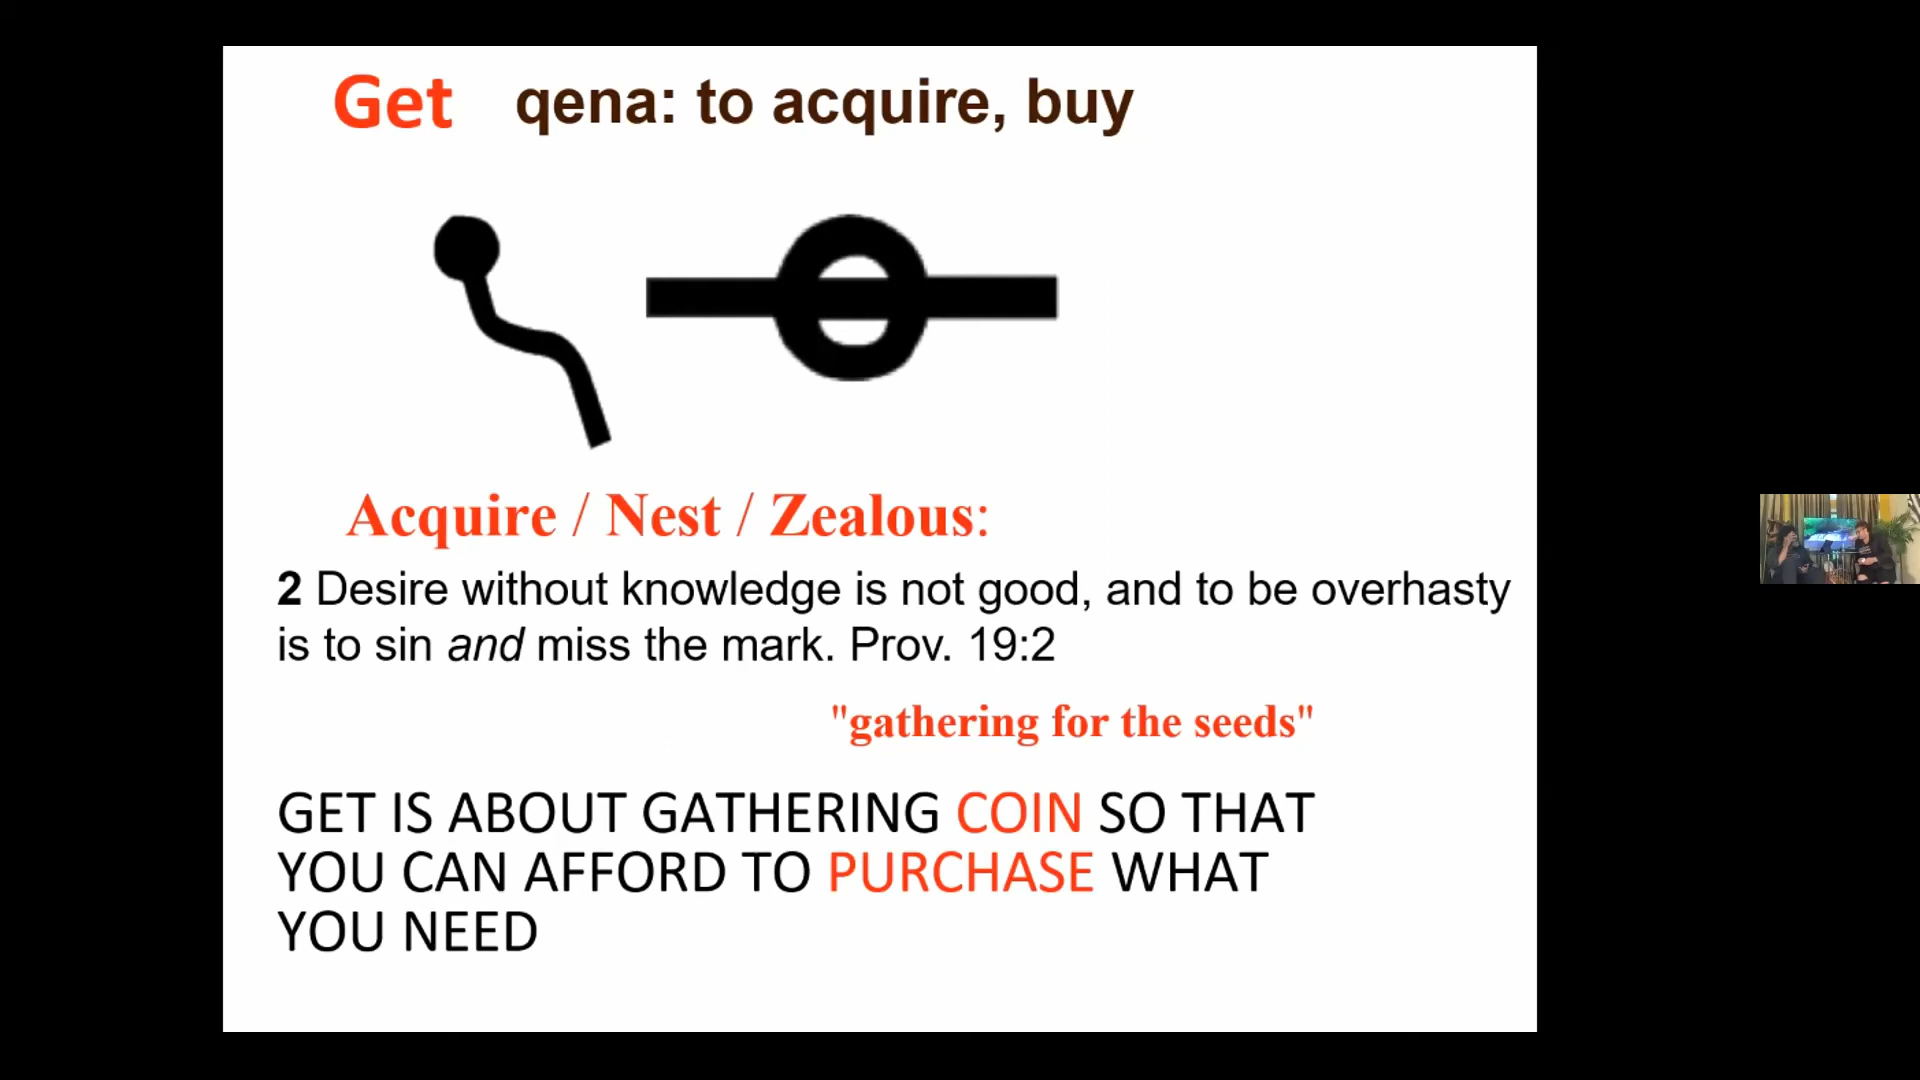 Get qena: to acquire, buy
Acquire / Nest / Zealous:
2 Desire without knowledge is not good, and to be overhasty
is to sin and miss the mark. Prov. 19:2
"gathering for the seeds"
GET IS ABOUT GATHERING COIN SO THAT
YOU CAN AFFORD TO PURCHASE WHAT
YOU NEED